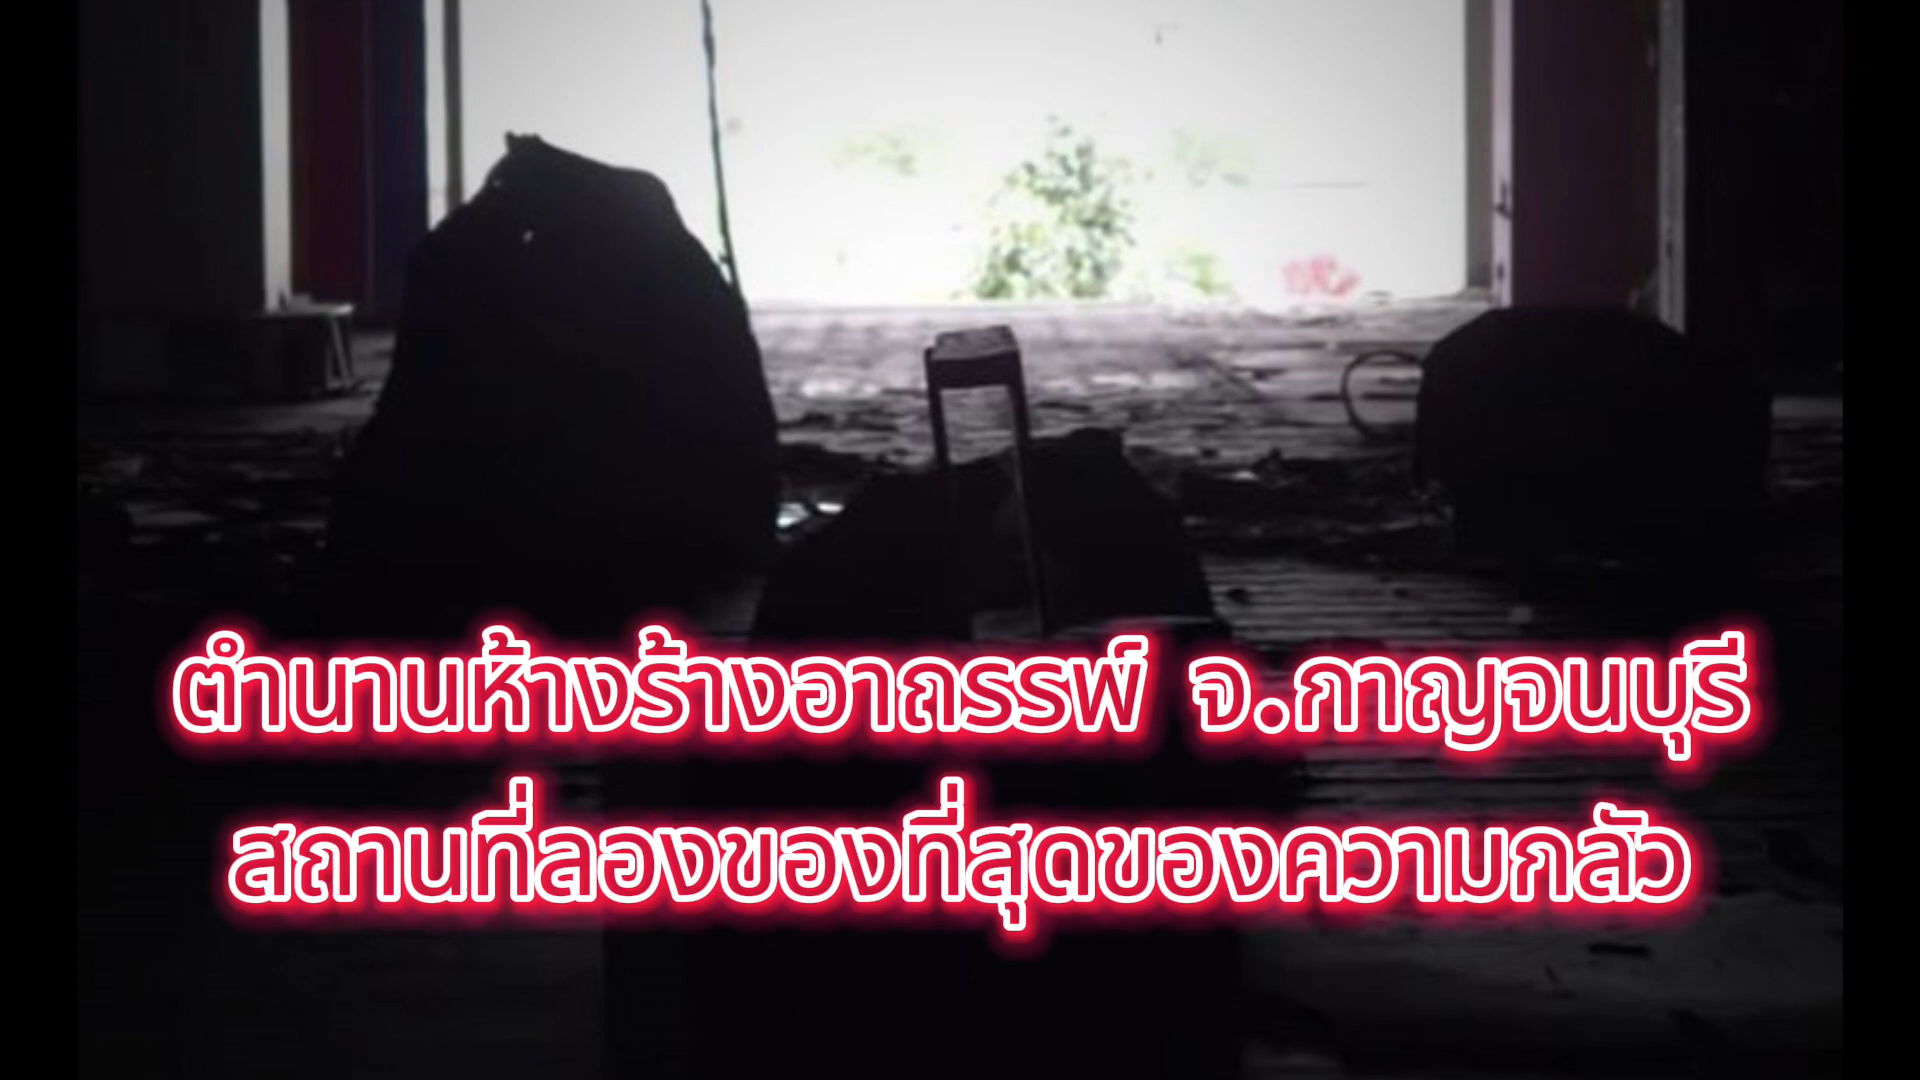 ตำนานห้างร้างอาถรรพ์ จ.กาญจนบุรี
สถานที่ลองของที่สุดของความกลัว